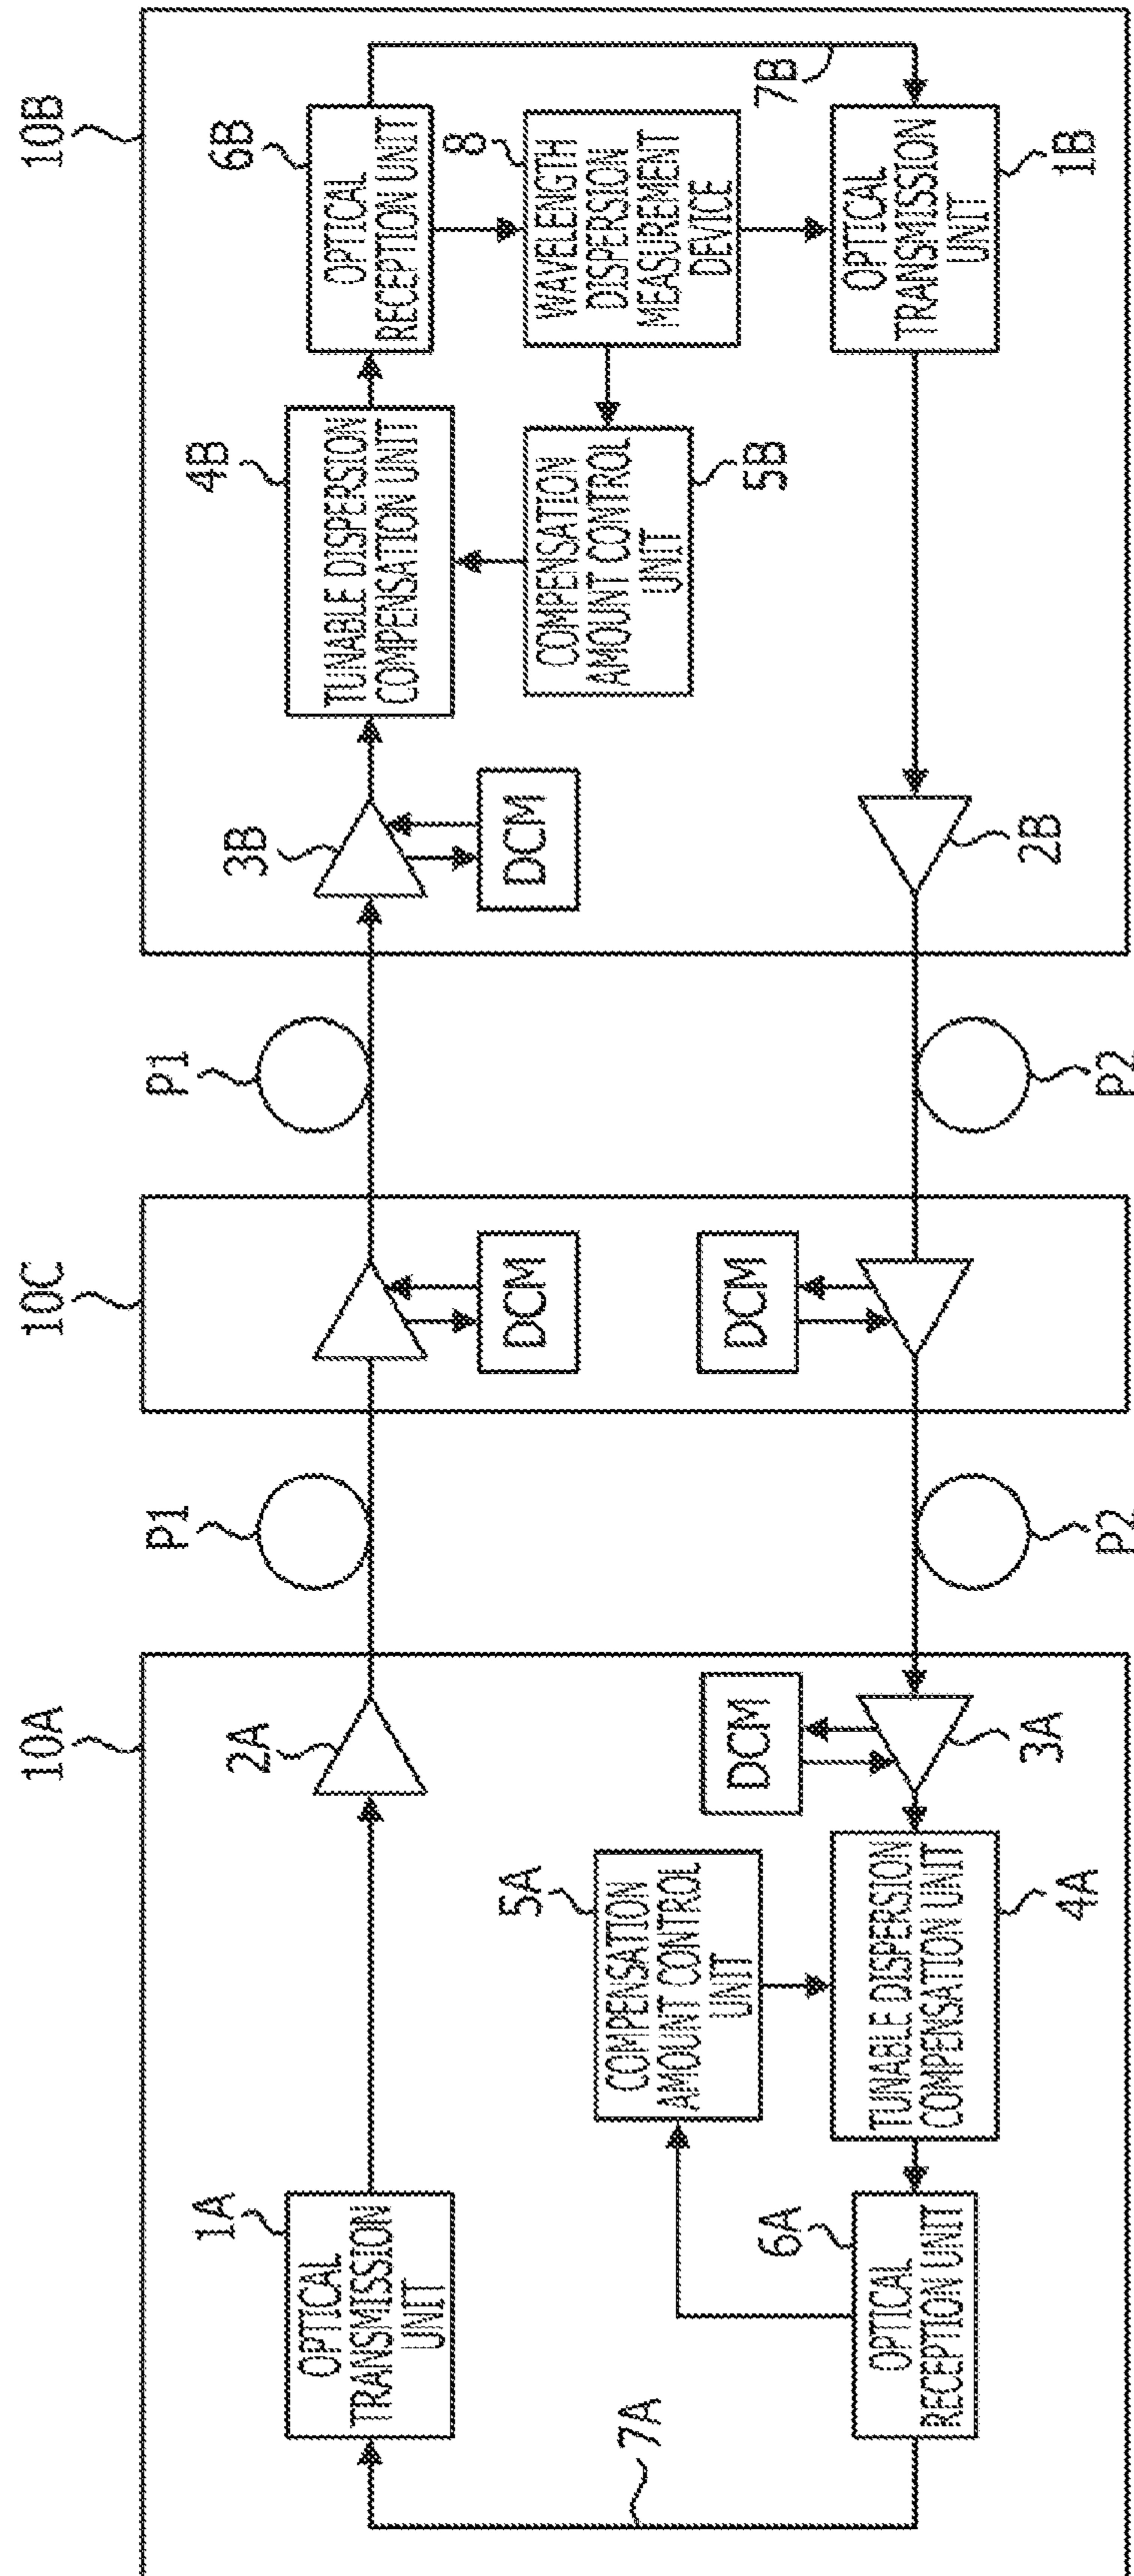 10A
10C
10B
1A
OPTICAL
TRANSMISSION
UNIT
2A
P1
DCM
P1
3B
DCM
4B
TUNABLE DISPERSION
COMPENSATION UNIT
6B
OPTICAL
RECEPTION UNIT
7A
5A
COMPENSATION
AMOUNT CONTROL
UNIT
DCM
DCM
COMPENSATION
AMOUNT CONTROL
UNIT
5B
8
WAVELENGTH
DISPERSION
MEASUREMENT
DEVICE
7B
6A
OPTICAL
RECEPTION UNIT
TUNABLE DISPERSION
COMPENSATION UNIT
4A
3A
P2
P2
2B
OPTICAL
TRANSMISSION
UNIT
1B